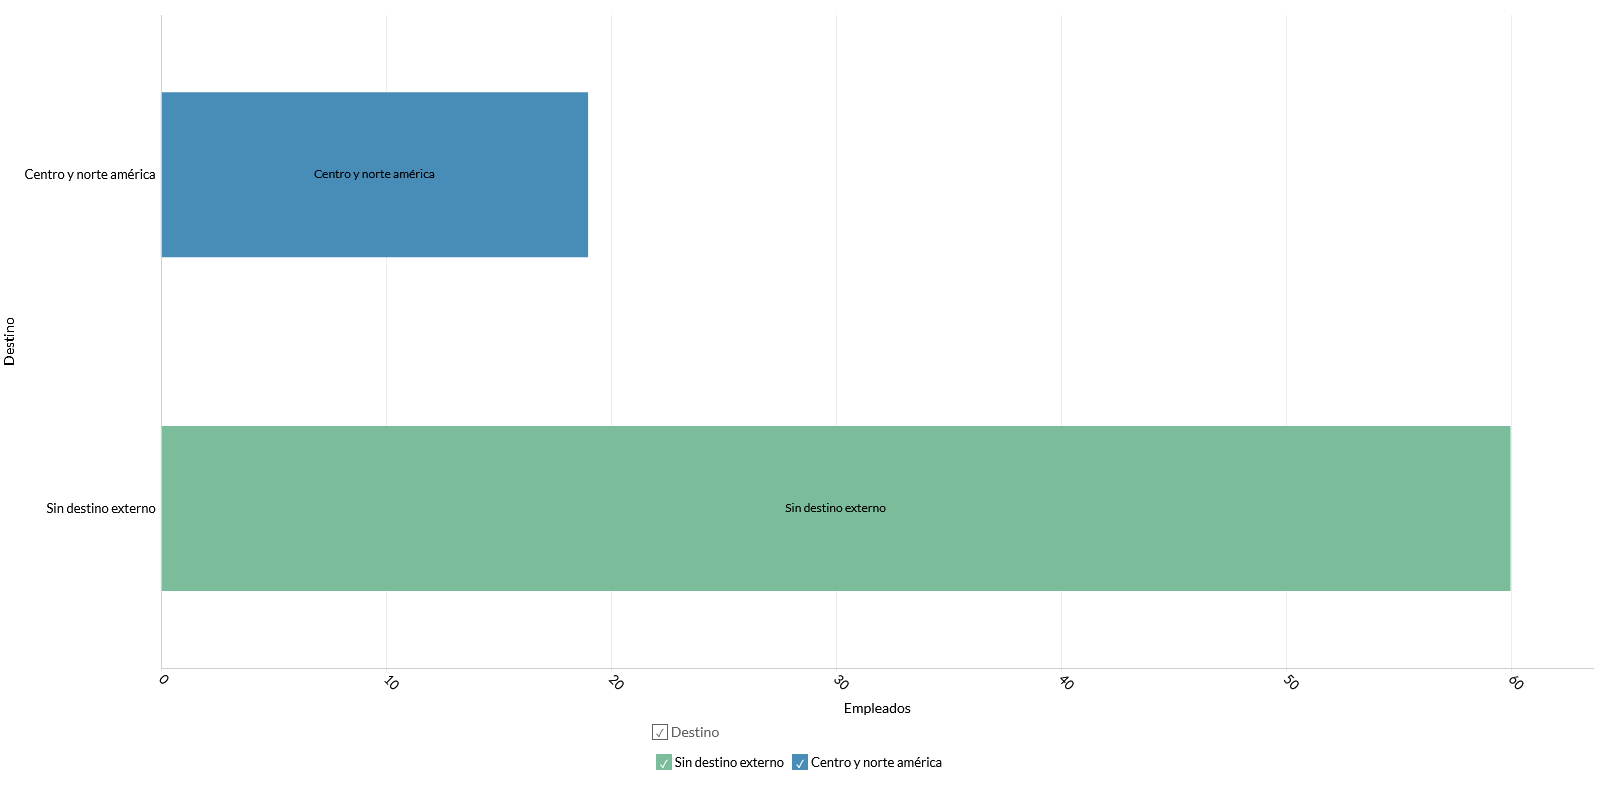 Centro y norte américa
Centro y norte américa
Destino
Sin destino externo
Sin destino externo
0
10
20
30
40
50
60
Empleados
Destino
Sin destino externo
Centro y norte américa